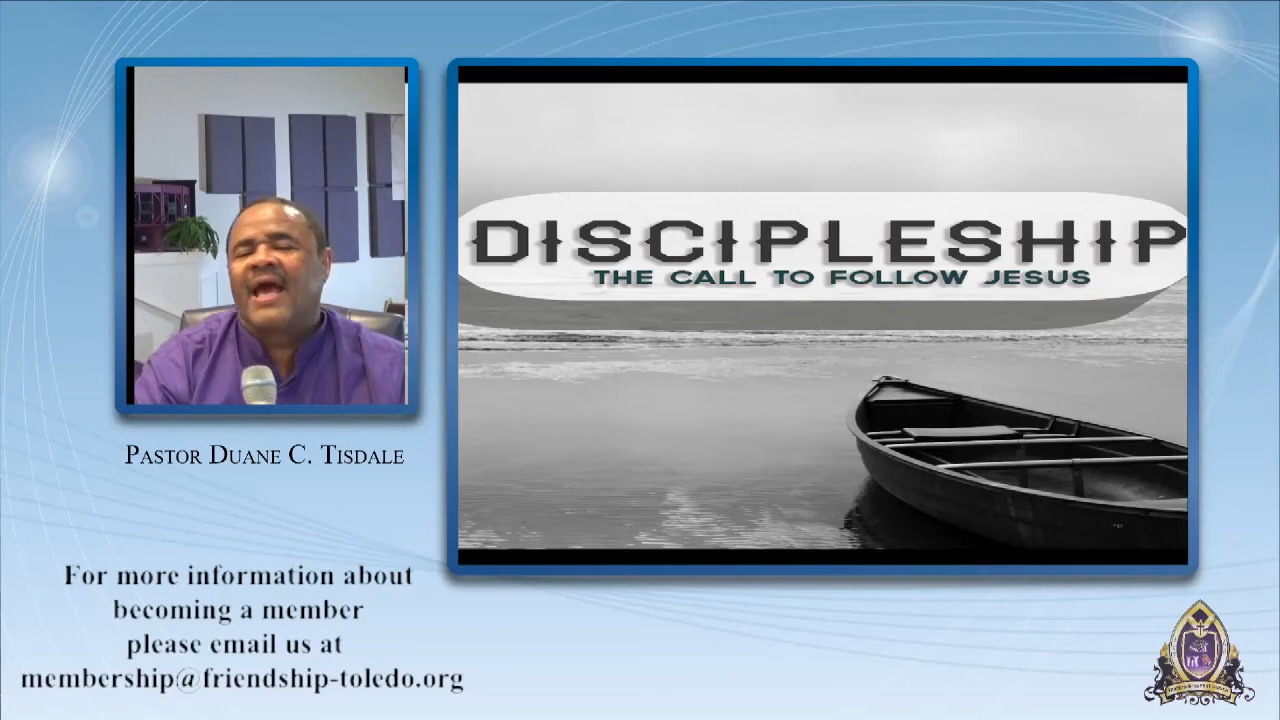 PASTOR DUANE C. TISDALE
For more information about
becoming a member
please email us at
membership@friendship-toledo.org
DISCIPLESHIP
THE CALL TO FOLLOW JESUS